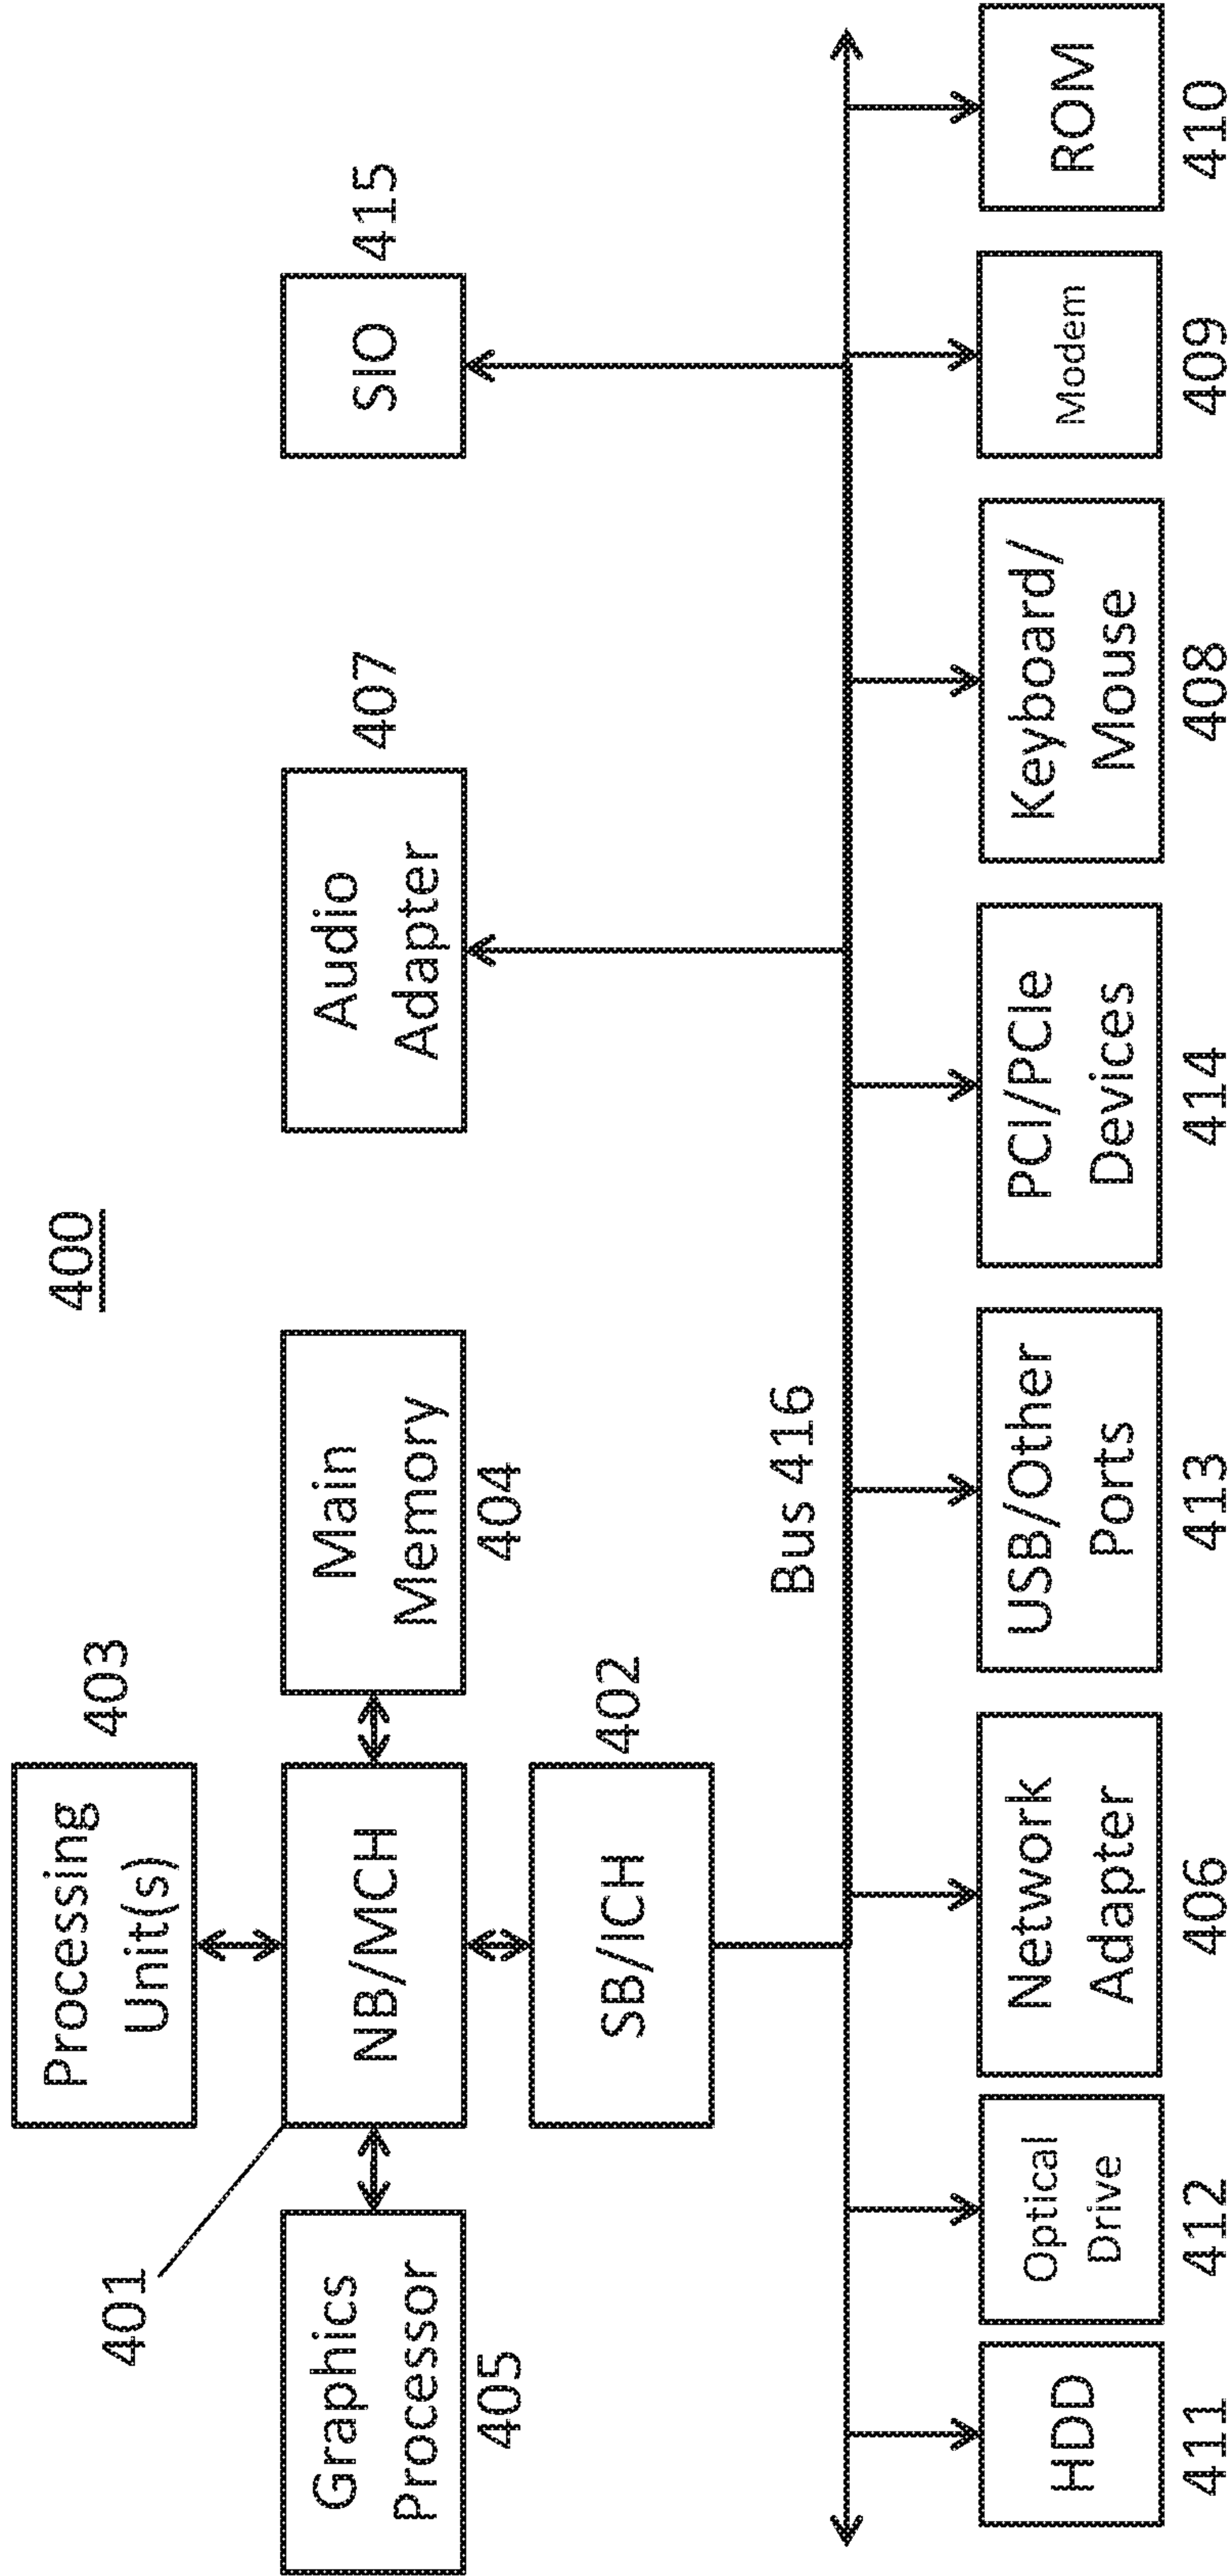 400
Processing
Unit(s)
403
401
Graphics
Processor
405
NB/MCH
Main
Memory
404
Audio
Adapter
407
SIO
415
SB/ICH
402
Bus 416
HDD
411
Optical
Drive
412
Network
Adapter
406
USB/Other
Ports
413
PCI/PCIe
Devices
414
Keyboard/
Mouse
408
Modem
409
ROM
410